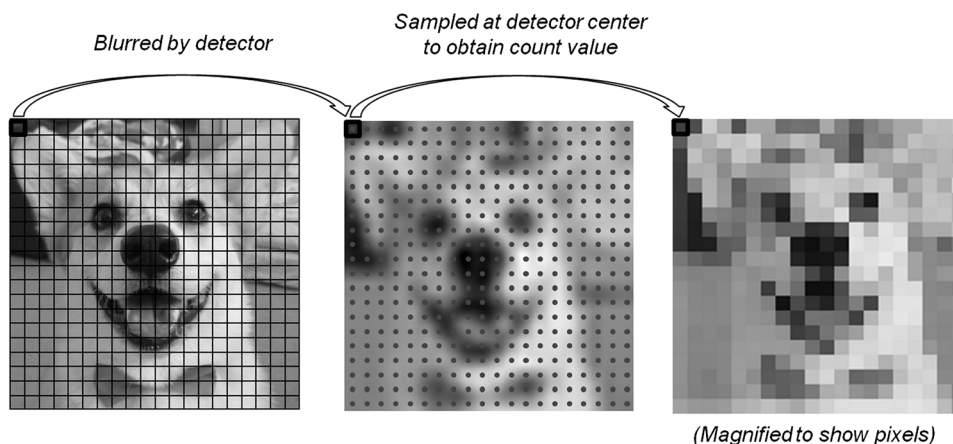 Blurred by detector
Sampled at detector center
to obtain count value
(Magnified to show pixels)